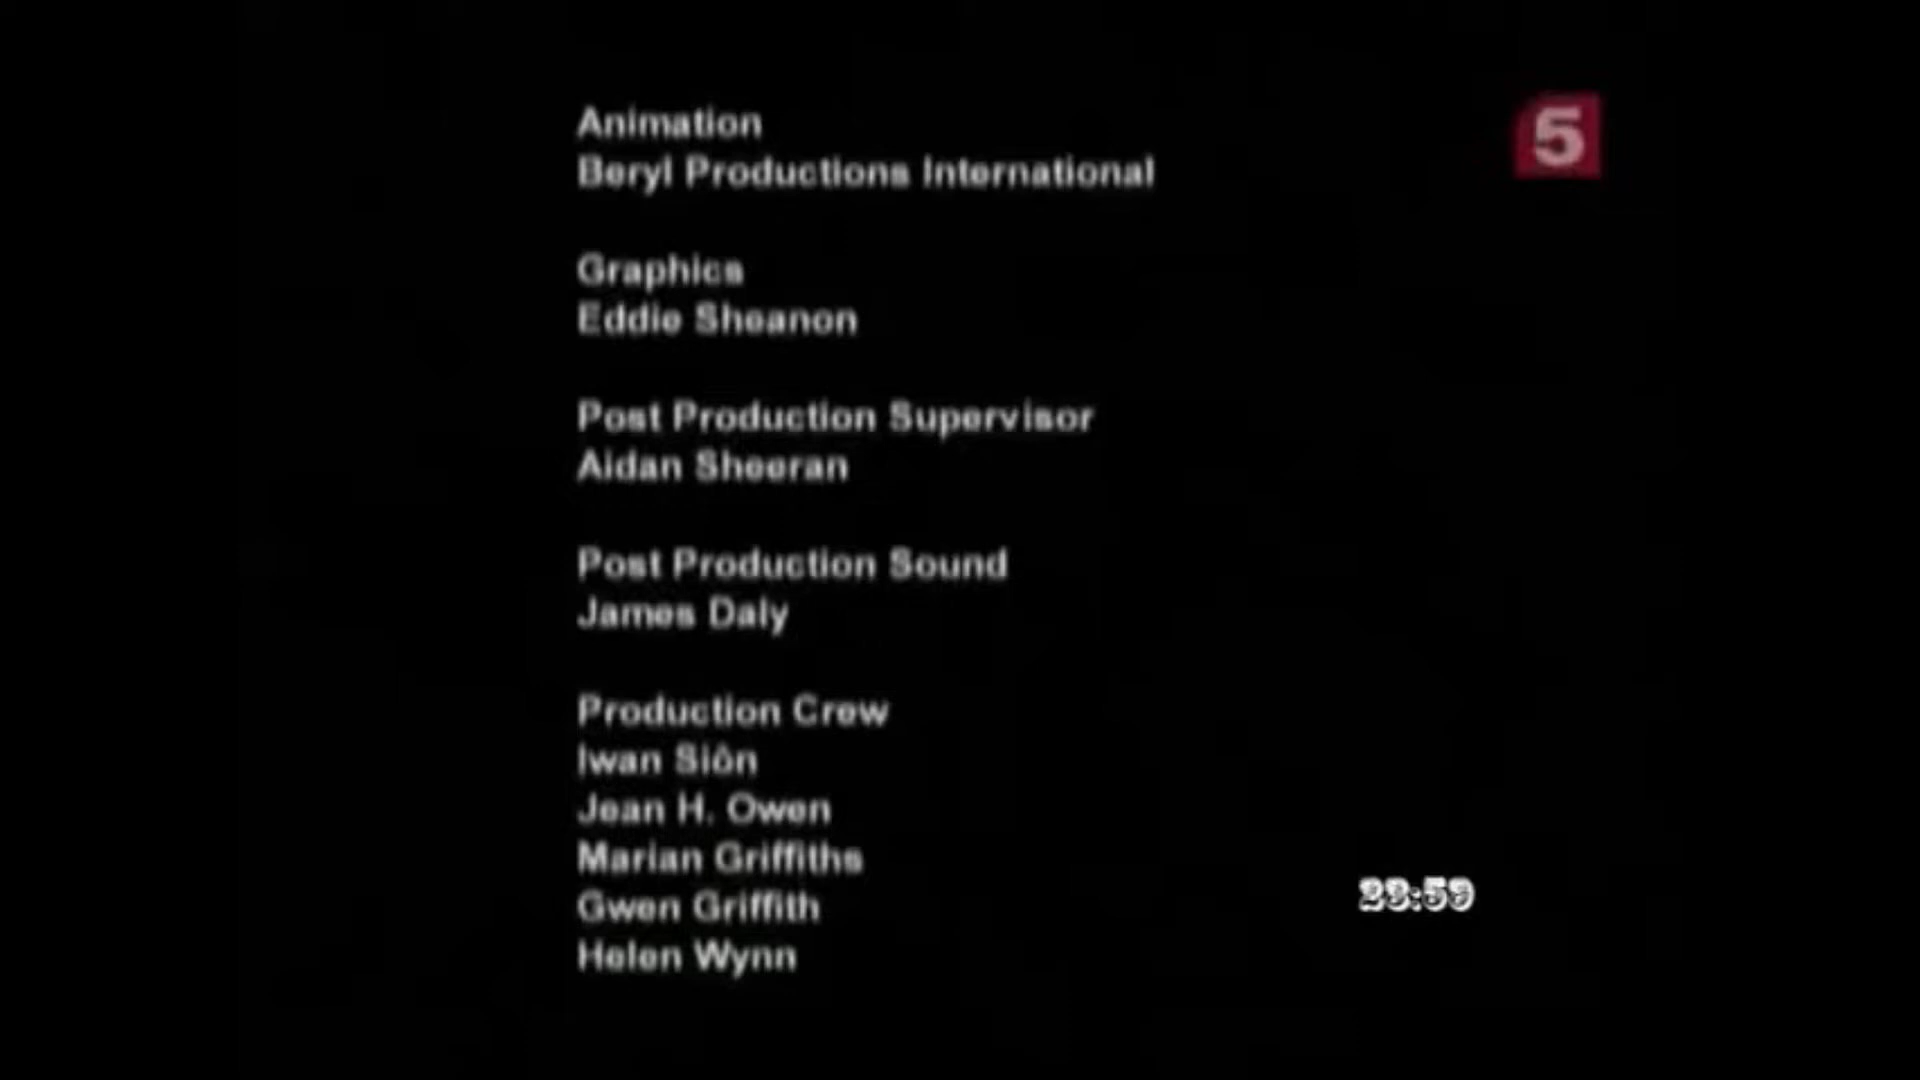 Animation
Beryl Productions International
5
Graphics
Eddie Sheanon
Post Production Supervisor
Aidan Sheeran
Post Production Sound
James Daly
Production Crew
Iwan Siôn
Jean H. Owen
Marian Griffiths
Gwen Griffith
Helen Wynn
23:59